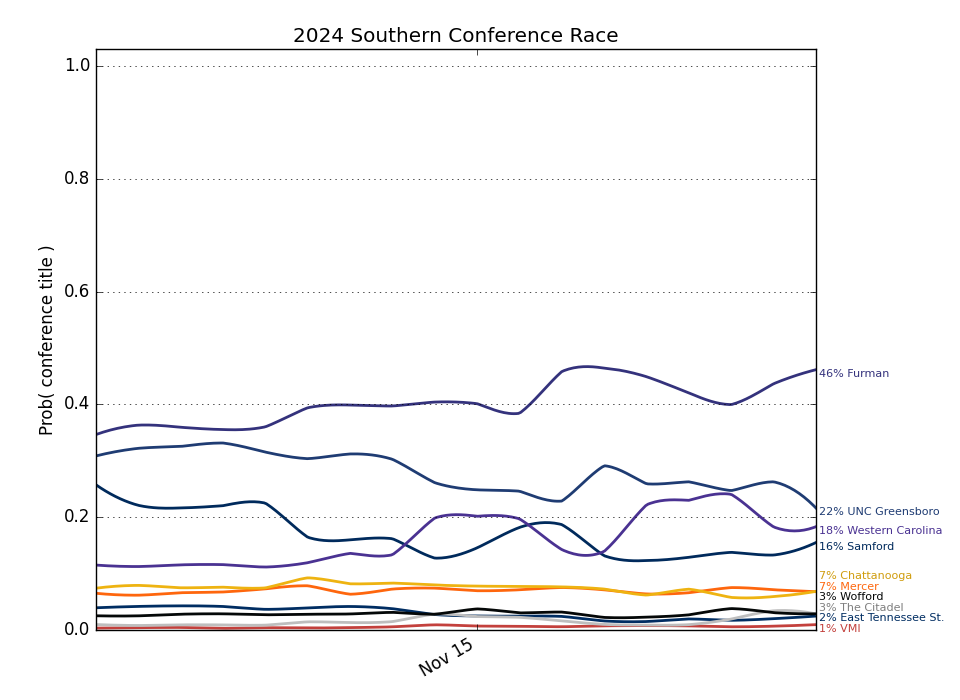 2024 Southern Conference Race
Prob( conference title )
1.0
0.8
0.6
0.4
0.2
0.0
Nov 15
46% Furman
22% UNC Greensboro
18% Western Carolina
16% Samford
7% Chattanooga
7% Mercer
3% Wofford
3% The Citadel
2% East Tennessee St.
1% VMI